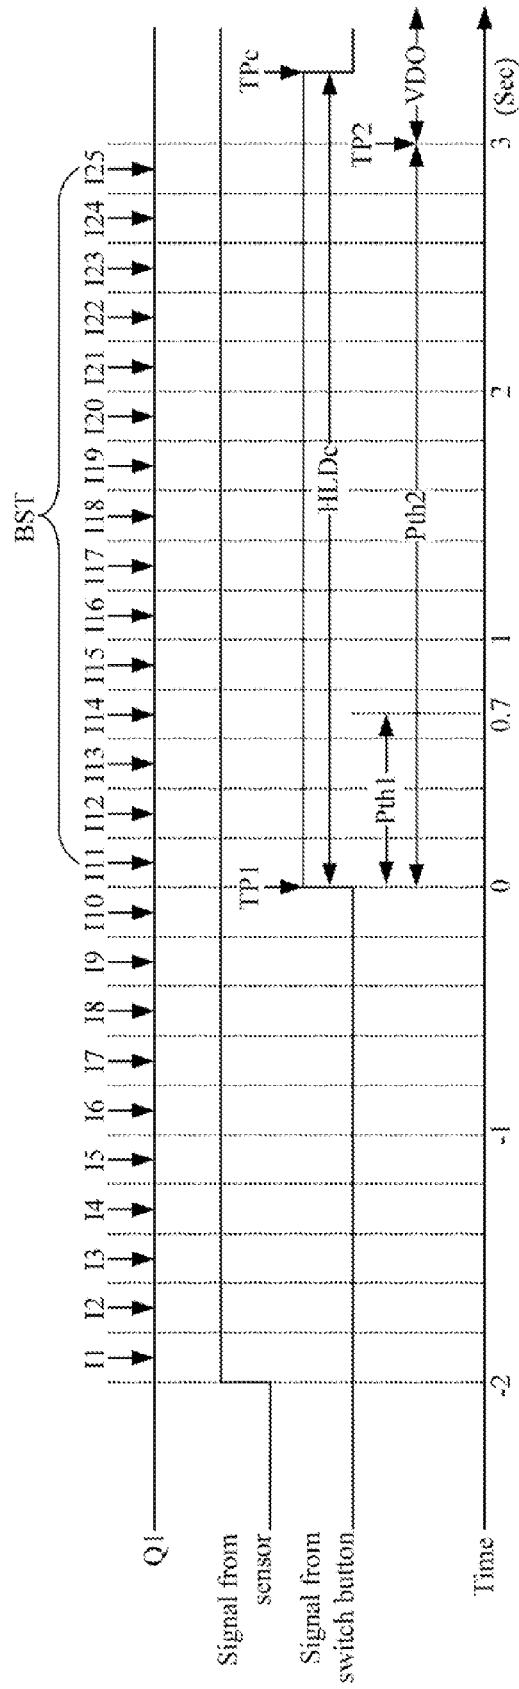 BST
I1 I2 I3 I4 I5 I6 I7 I8 I9 I10 I11 I12 I13 I14 I15 I16 I17 I18 I19 I20 I21 I22 I23 I24 I25
Q1
Signal from
sensor
TP1
TPc
Signal from
switch button
HLDc
TP2
Pth1
Pth2
VDO
Time
-2 -1 0 0.7 1 2 3 (Sec)